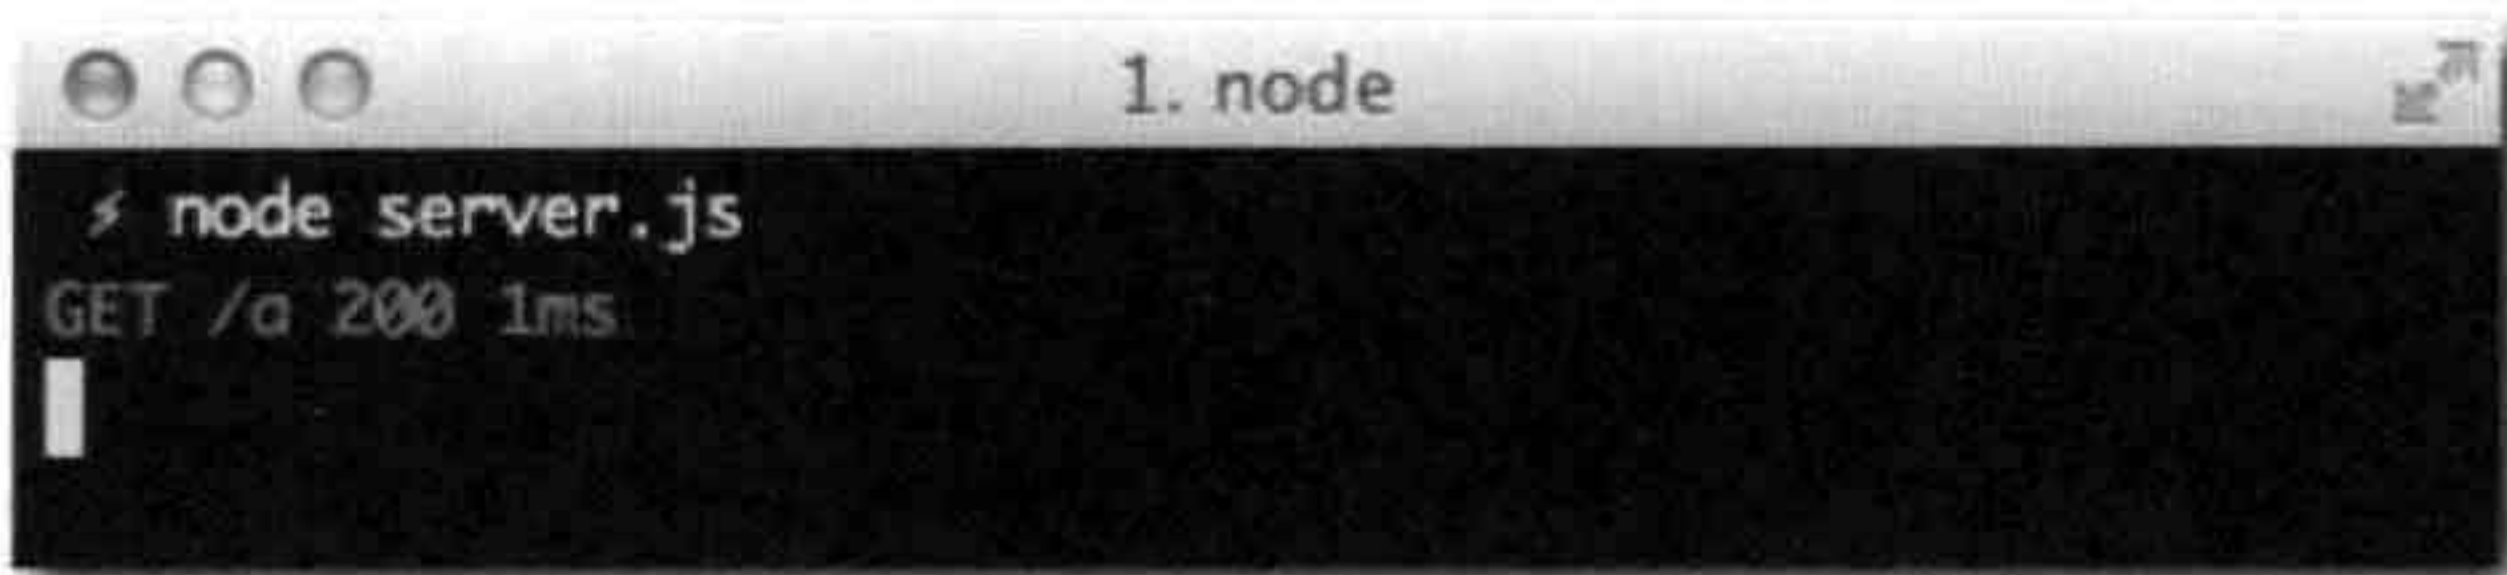 1. node
⚡ node server.js
GET /a 200 1ms